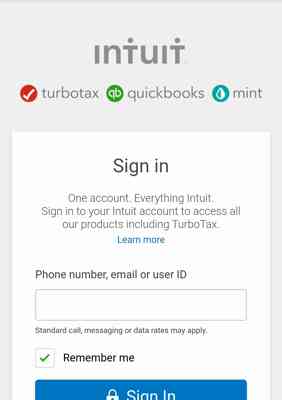 intuit
turbotax qb quickbooks mint
Sign in
One account. Everything Intuit.
Sign in to your Intuit account to access all
our products including TurboTax.
Learn more
Phone number, email or user ID
Standard call, messaging or data rates may apply.
Remember me
Sign In